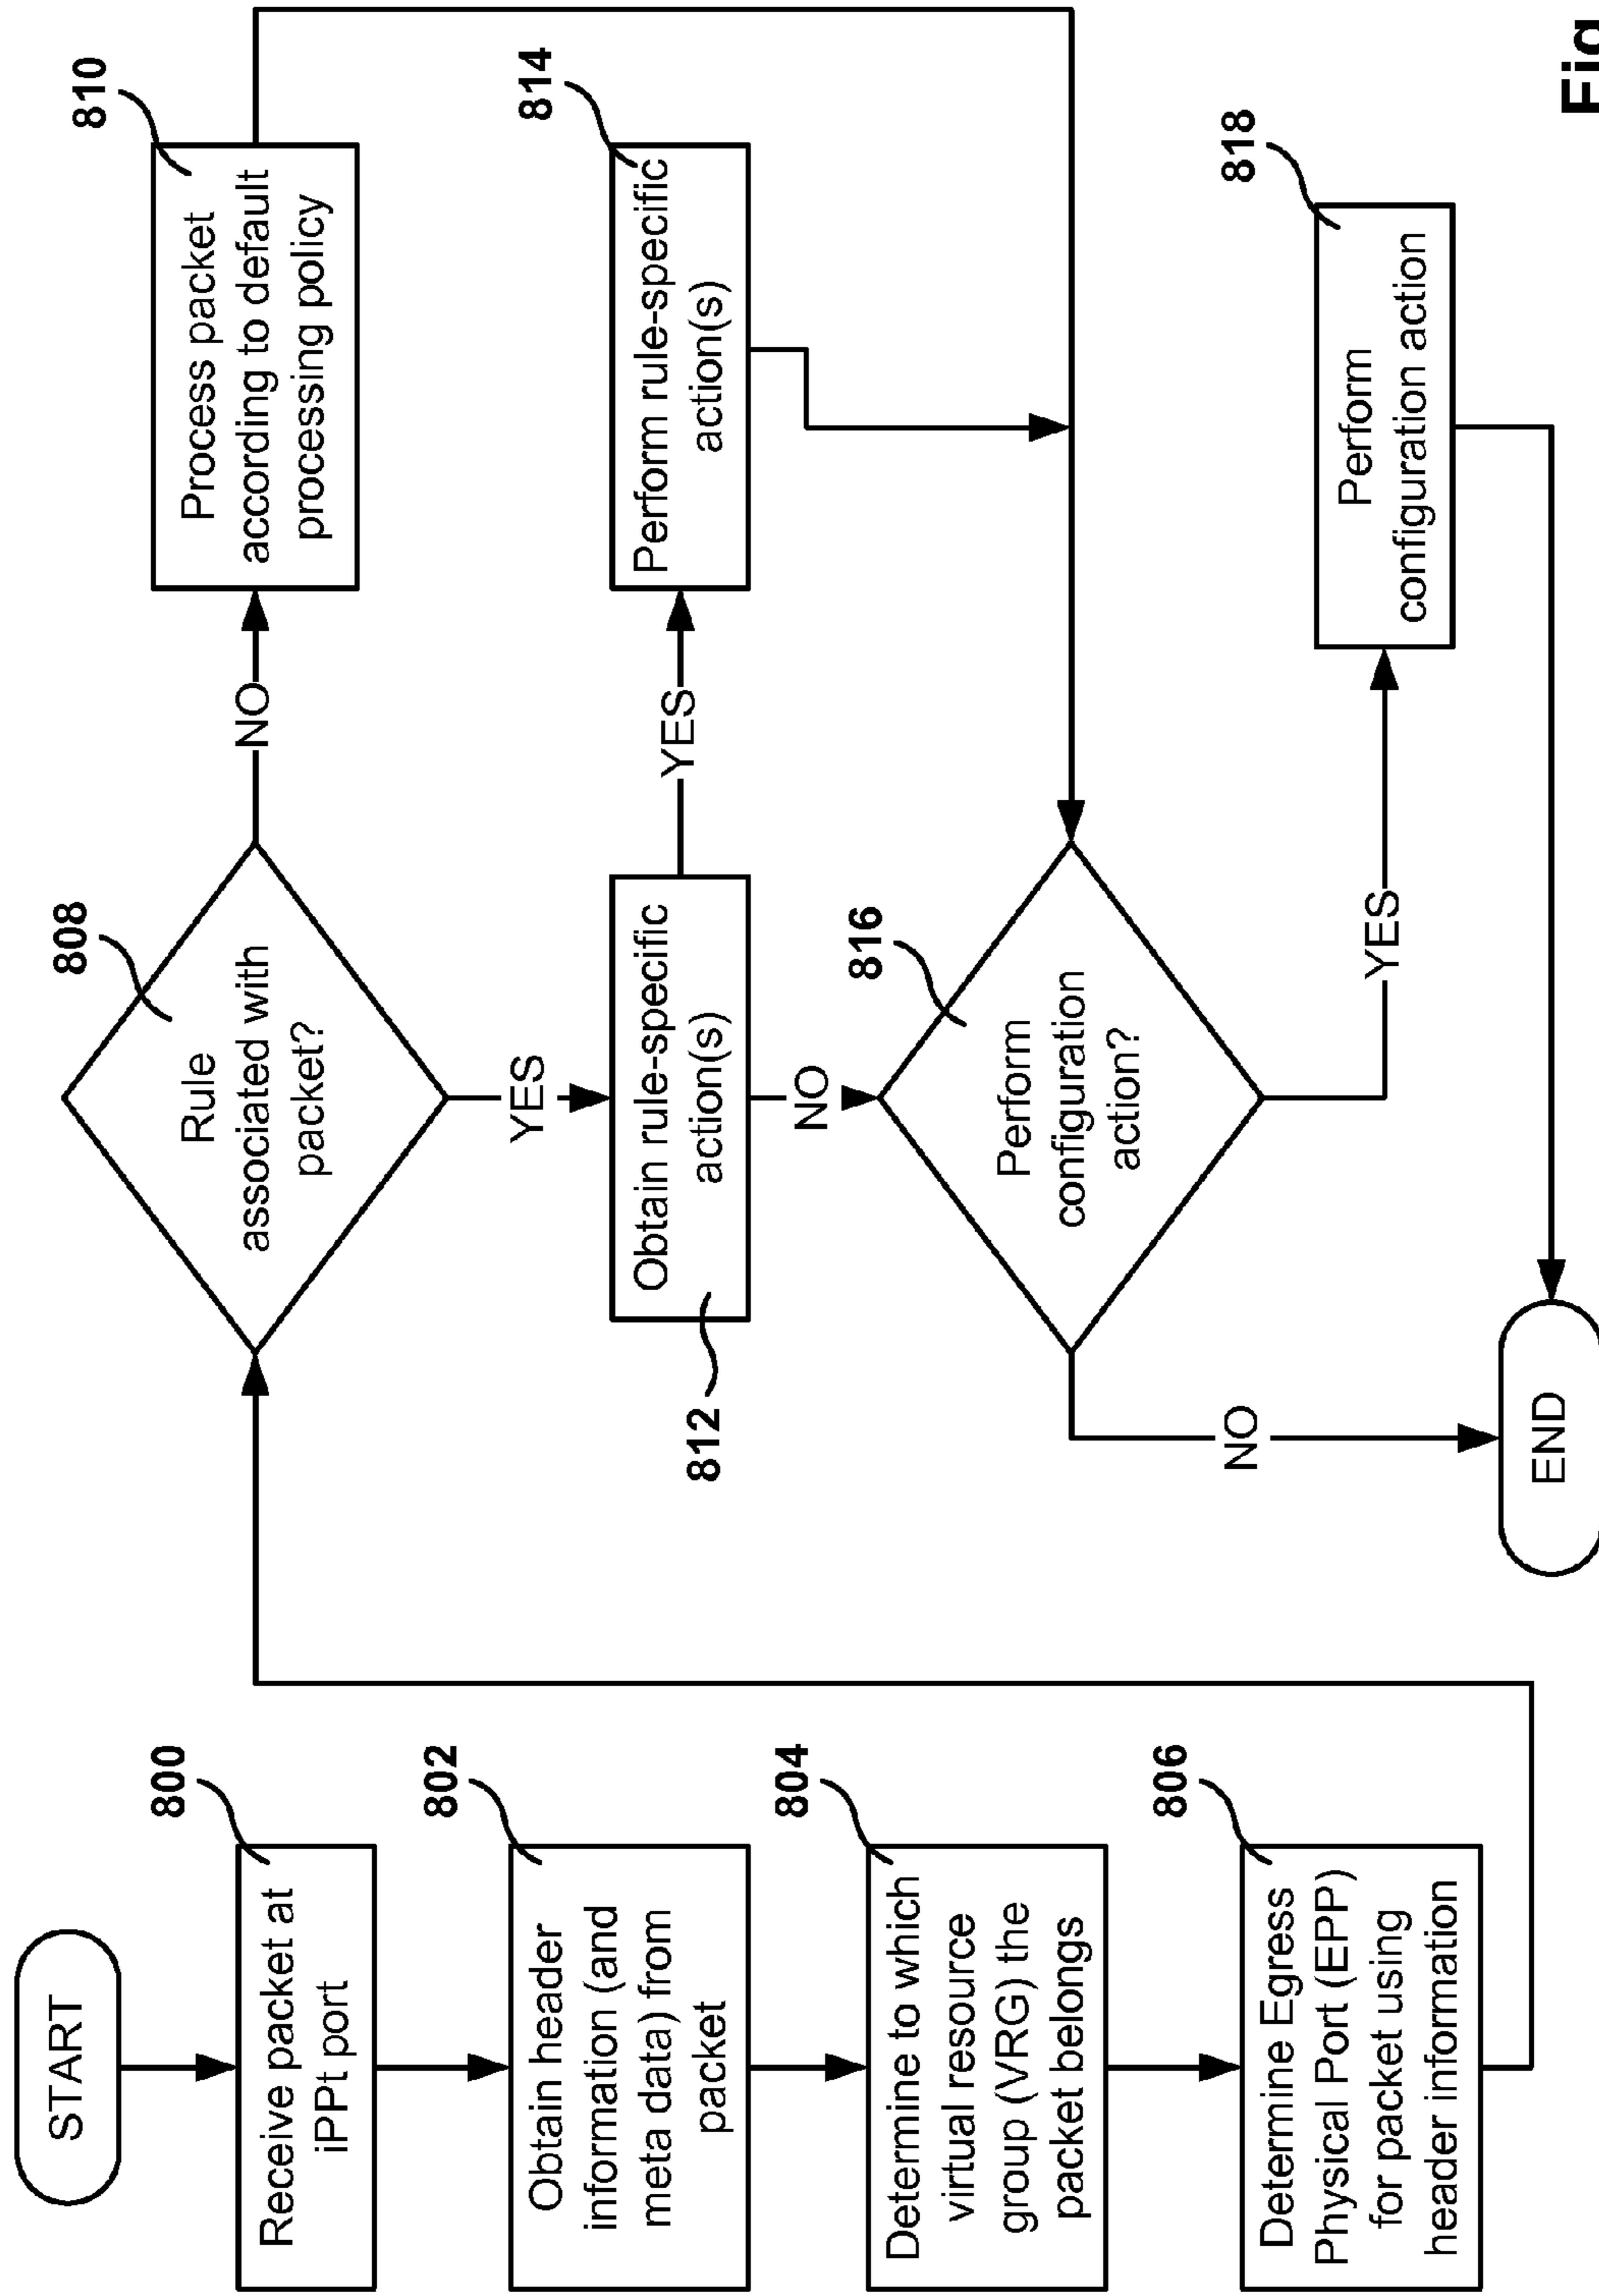 START
800
Receive packet at
iPPt port
802
Obtain header
information (and
meta data) from
packet
804
Determine to which
virtual resource
group (VRG) the
packet belongs
806
Determine Egress
Physical Port (EPP)
for packet using
header information
808
Rule
associated with
packet?
NO
810
Process packet
according to default
processing policy
YES
812
Obtain rule-specific
action(s)
YES
814
Perform rule-specific
action(s)
NO
816
Perform
configuration
action?
YES
818
Perform
configuration action
NO
END
Fig